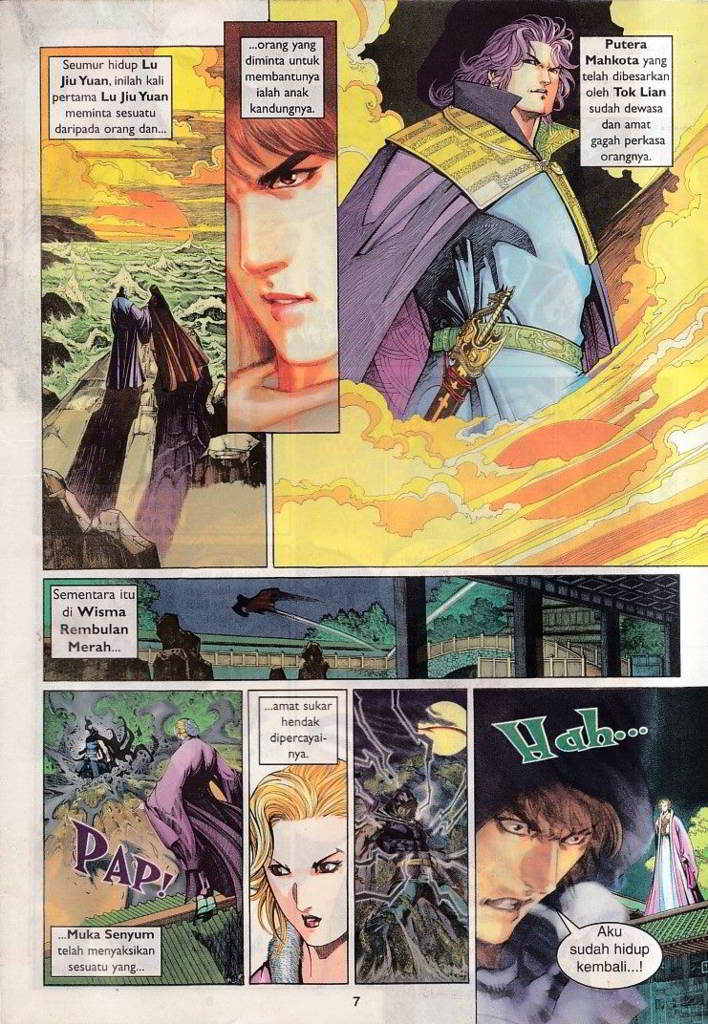 Seumur hidup Lu
Jiu Yuan, inilah kali
pertama Lu Jiu Yuan
meminta sesuatu
daripada orang dan...
...orang yang
diminta untuk
membantunya
ialah anak
kandungnya.
Putera
Mahkota yang
telah dibesarkan
oleh Tok Lian
sudah dewasa
dan amat
gagah perkasa
orangnya.
Sementara itu
di Wisma
Rembulan
Merah...
PAP!
...Muka Senyum
telah menyaksikan
sesuatu yang...
...amat sukar
hendak
dipercayai-
nya.
Hah...
Aku
sudah hidup
kembali...!
7